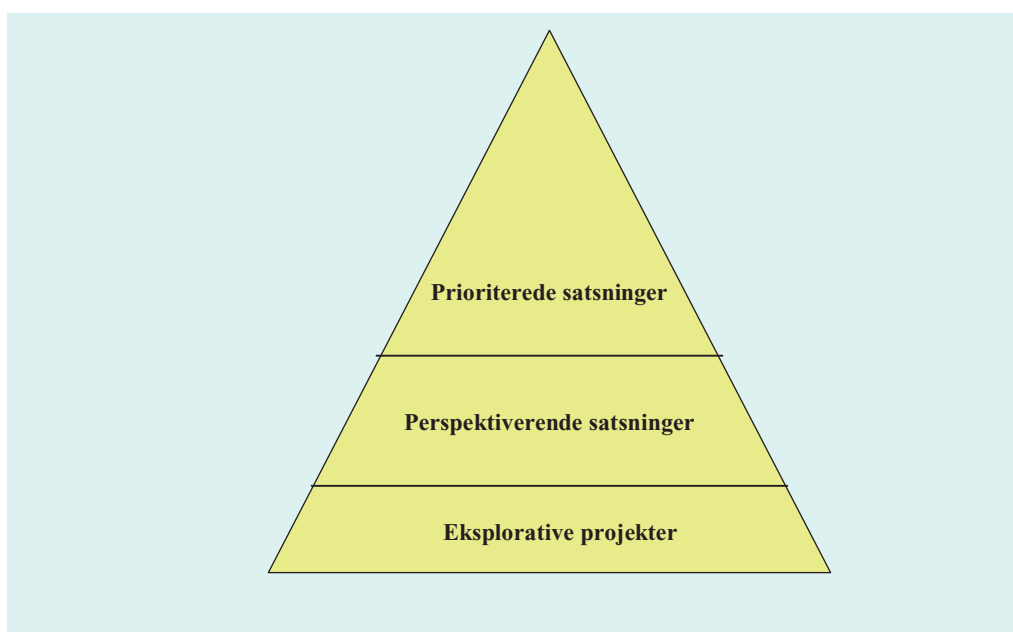 Prioriterede satsninger
Perspektiverende satsninger
Eksplorative projekter